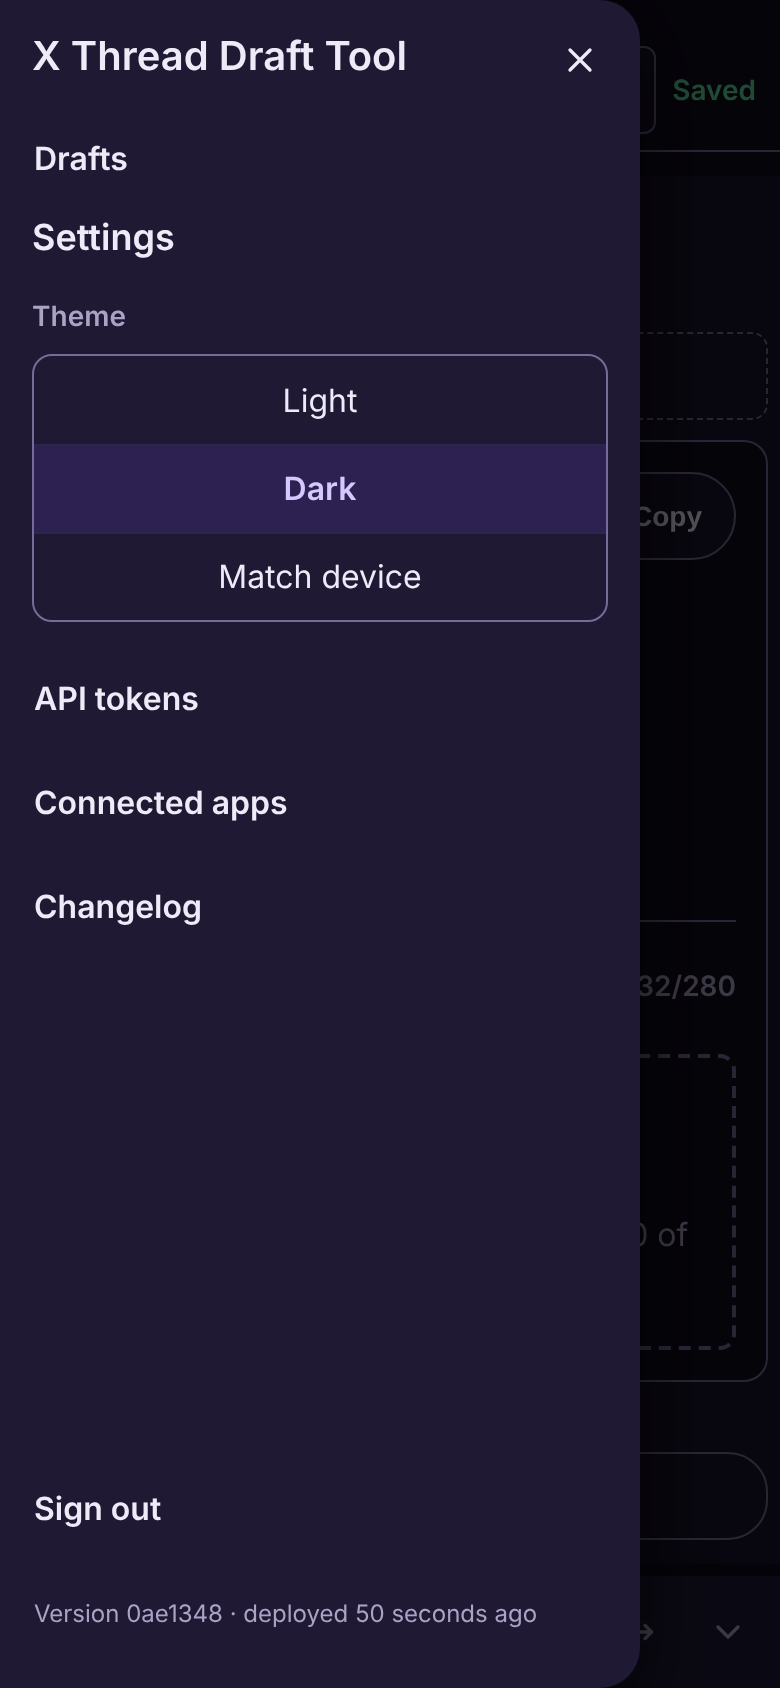 X Thread Draft Tool
Saved
Drafts
Settings
Theme
Light
Dark
Copy
Match device
API tokens
Connected apps
Changelog
32/280
of
Sign out
Version 0ae1348 · deployed 50 seconds ago